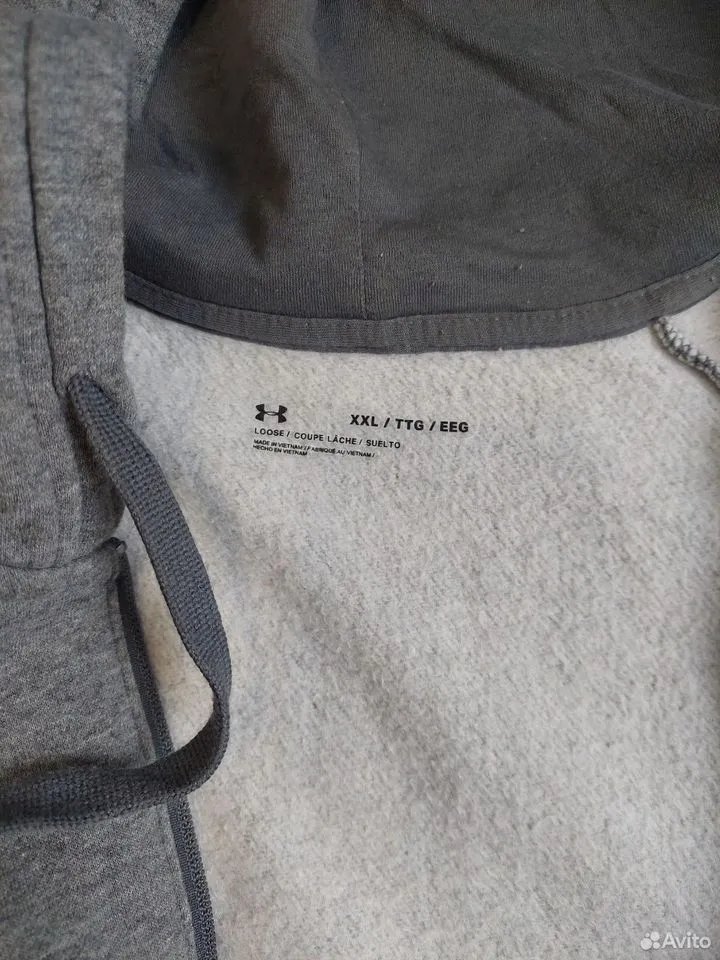 XXL / TTG / EEG
LOOSE / COUPE LÂCHE / SUELTO
MADE IN VIETNAM / FABRIQUÉ AU VIETNAM /
HECHO EN VIETNAM
Avito